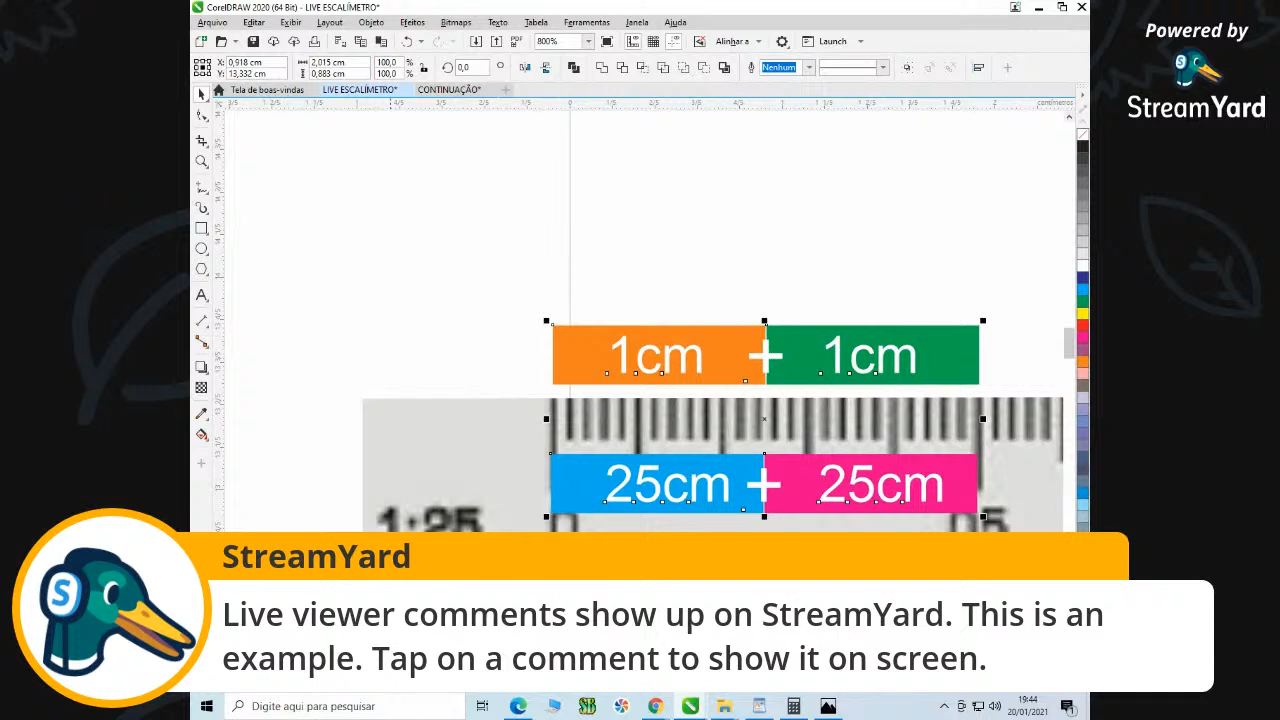 CorelDRAW 2020 (64 Bit) - LIVE ESCALÍMETRO*
Arquivo Editar Exibir Layout Objeto Efeitos Bitmaps Texto Tabela Ferramentas Janela Ajuda
PDF 800% Alinhar a Launch
X: 0,918 cm 2,015 cm 100,0 % 0,0 ° Nenhum
Y: 13,332 cm 0,883 cm 100,0 %
Tela de boas-vindas LIVE ESCALÍMETRO* CONTINUAÇÃO*
centímetros
Powered by
StreamYard
1cm + 1cm
25cm + 25cm
1:25 0 05
StreamYard
Live viewer comments show up on StreamYard. This is an
example. Tap on a comment to show it on screen.
Digite aqui para pesquisar
19:44
20/01/2021